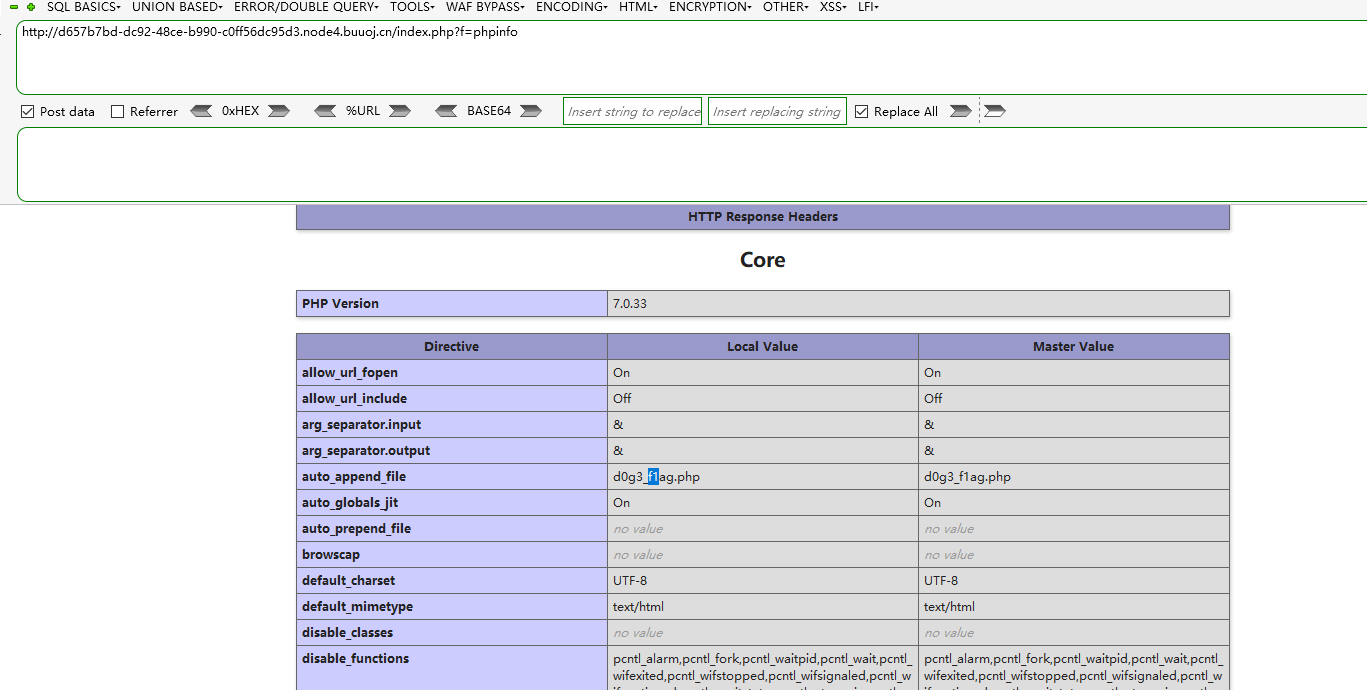 SQL BASICS▾ UNION BASED▾ ERROR/DOUBLE QUERY▾ TOOLS▾ WAF BYPASS▾ ENCODING▾ HTML▾ ENCRYPTION▾ OTHER▾ XSS▾ LFI▾
http://d657b7bd-dc92-48ce-b990-c0ff56dc95d3.node4.buuoj.cn/index.php?f=phpinfo
Post data Referrer 0xHEX %URL BASE64 Insert string to replace Insert replacing string Replace All
HTTP Response Headers
Core
PHP Version 7.0.33
Directive Local Value Master Value
allow_url_fopen On On
allow_url_include Off Off
arg_separator.input & &
arg_separator.output & &
auto_append_file d0g3_f1ag.php d0g3_f1ag.php
auto_globals_jit On On
auto_prepend_file no value no value
browscap no value no value
default_charset UTF-8 UTF-8
default_mimetype text/html text/html
disable_classes no value no value
disable_functions pcntl_alarm,pcntl_fork,pcntl_waitpid,pcntl_wait,pcntl_ pcntl_alarm,pcntl_fork,pcntl_waitpid,pcntl_wait,pcntl_
wifexited,pcntl_wifstopped,pcntl_wifsignaled,pcntl_w wifexited,pcntl_wifstopped,pcntl_wifsignaled,pcntl_w